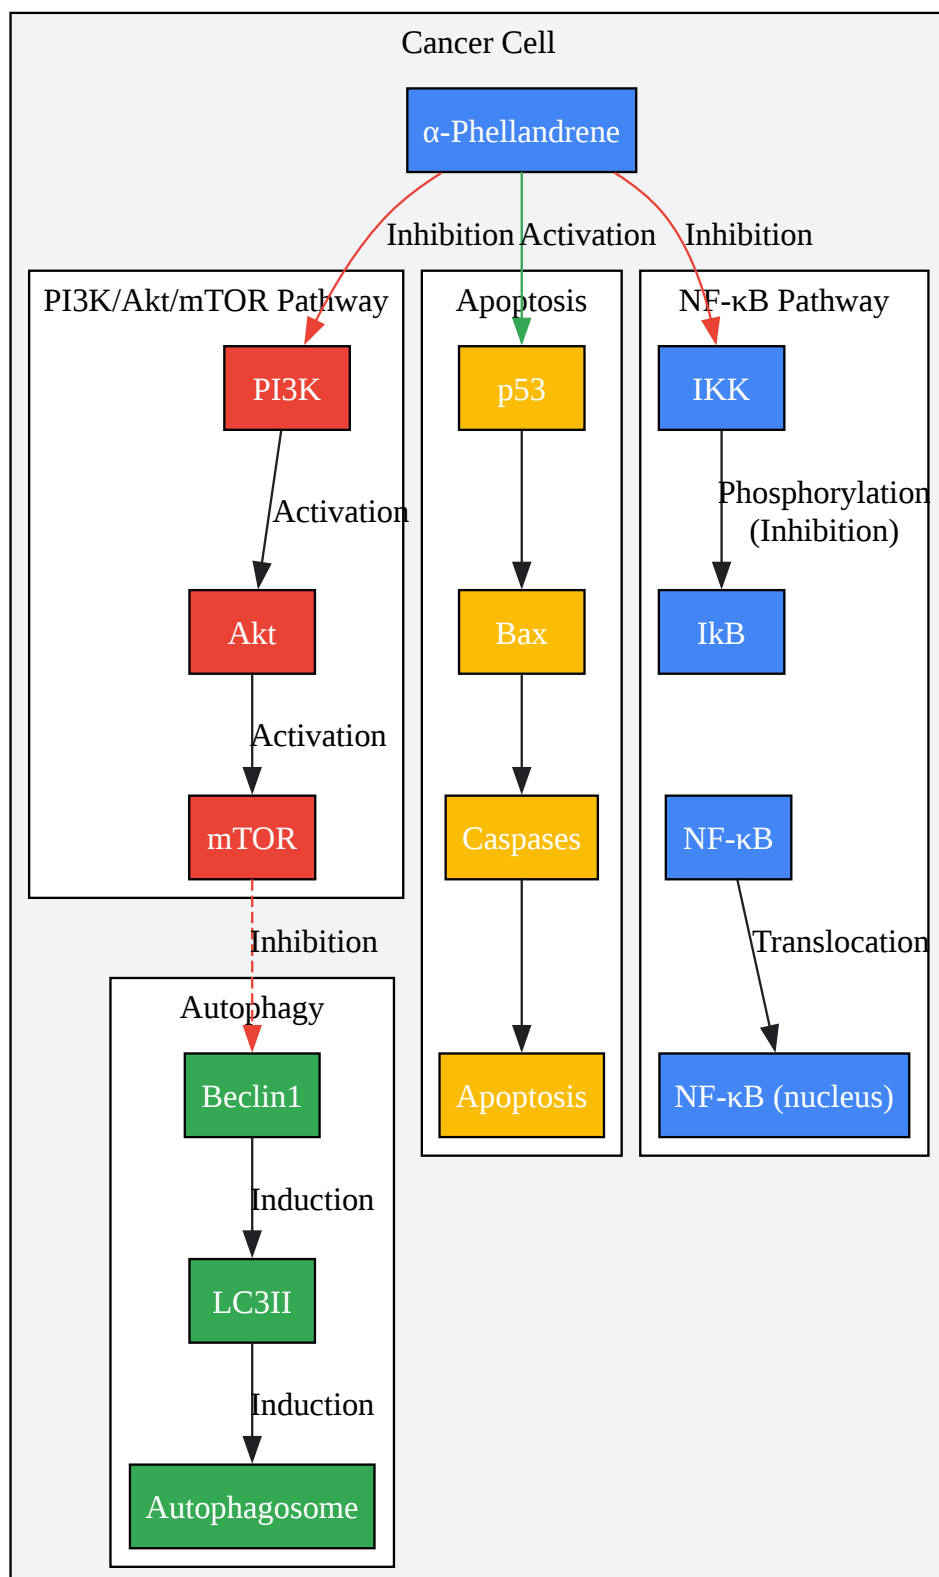 Cancer Cell
α-Phellandrene
Inhibition
Activation
Inhibition
PI3K/Akt/mTOR Pathway
Apoptosis
NF-κB Pathway
PI3K
p53
IKK
Activation
Phosphorylation
(Inhibition)
Akt
Bax
IkB
Activation
mTOR
Caspases
NF-κB
Inhibition
Translocation
Autophagy
Beclin1
Apoptosis
NF-κB (nucleus)
Induction
LC3II
Induction
Autophagosome